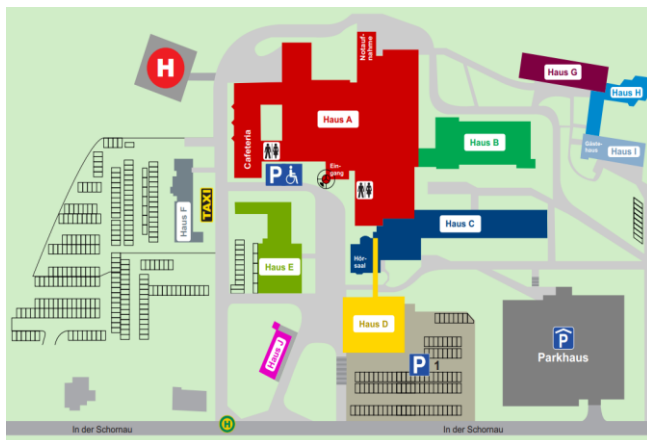 H
Notauf-
nahme
Haus G
Haus H
Haus A
Cafeteria
Haus B
Gäste-
haus
Haus I
P
Ein-
gang
TAXI
Haus F
Haus C
Hör-
saal
Haus E
Haus D
P
Parkhaus
Haus J
P
1
In der Schornau
H
In der Schornau